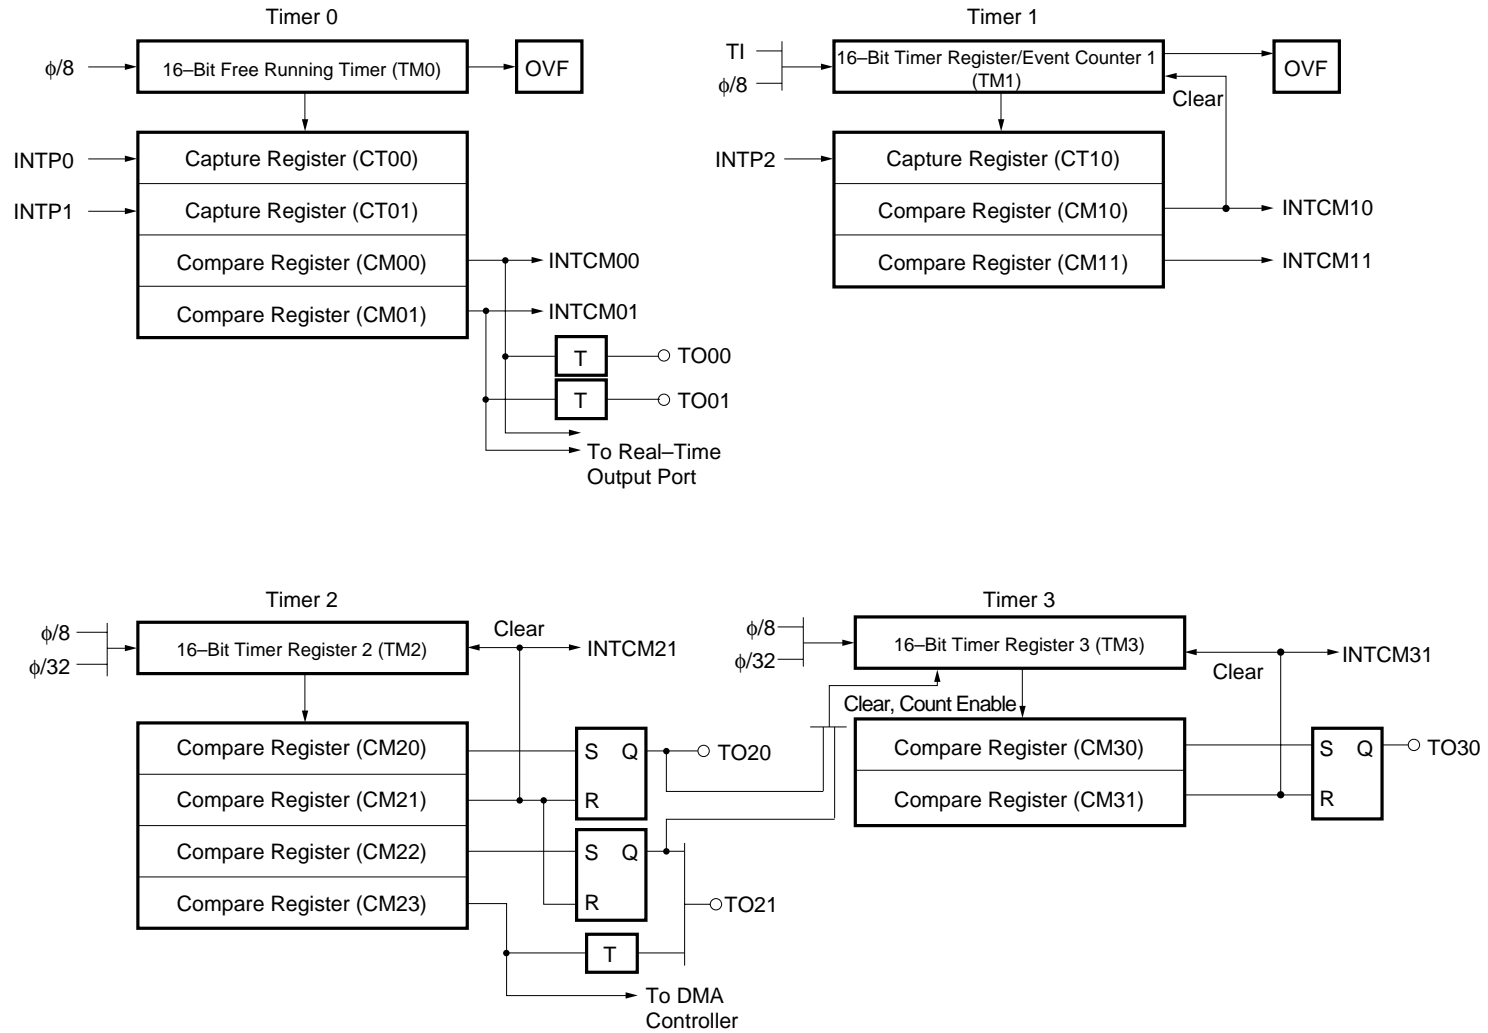 Timer 0
ϕ/8
16–Bit Free Running Timer (TM0)
OVF
INTP0
Capture Register (CT00)
INTP1
Capture Register (CT01)
Compare Register (CM00)
INTCM00
Compare Register (CM01)
INTCM01
T
TO00
T
TO01
To Real–Time
Output Port
Timer 1
TI
ϕ/8
16–Bit Timer Register/Event Counter 1
(TM1)
OVF
Clear
INTP2
Capture Register (CT10)
Compare Register (CM10)
INTCM10
Compare Register (CM11)
INTCM11
Timer 2
ϕ/8
ϕ/32
16–Bit Timer Register 2 (TM2)
Clear
INTCM21
Compare Register (CM20)
S Q
TO20
Compare Register (CM21)
R
Compare Register (CM22)
S Q
Compare Register (CM23)
R
TO21
T
To DMA
Controller
Timer 3
ϕ/8
ϕ/32
16–Bit Timer Register 3 (TM3)
Clear
INTCM31
Clear, Count Enable
Compare Register (CM30)
S Q
TO30
Compare Register (CM31)
R